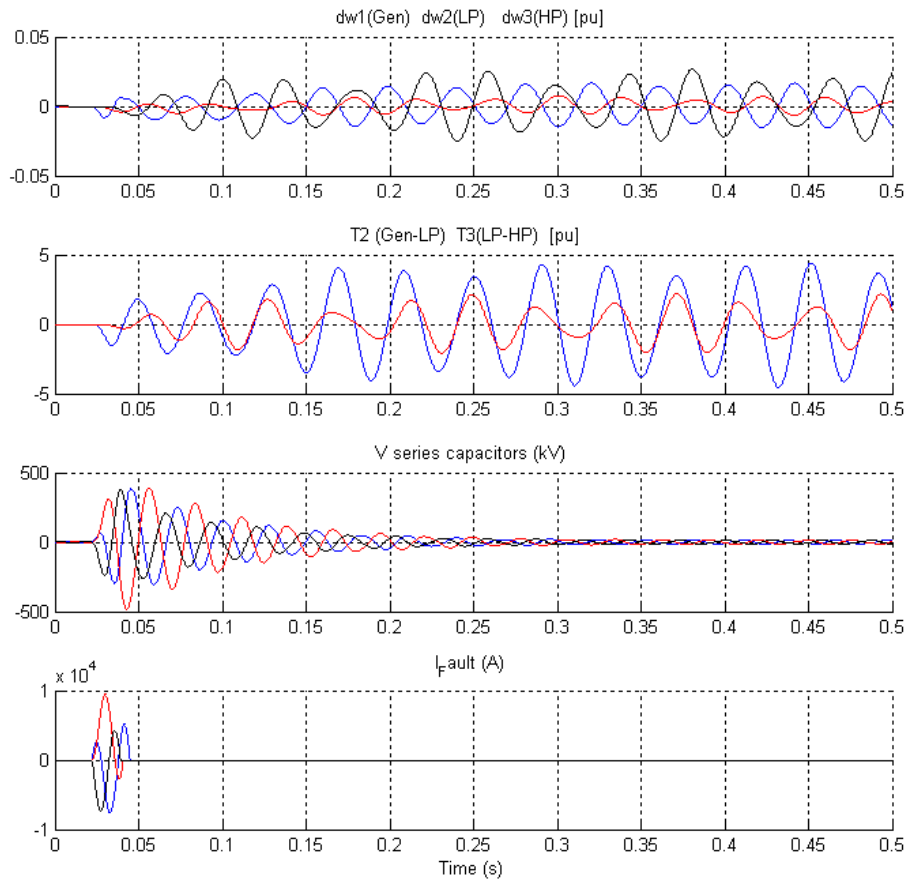 dw1(Gen) dw2(LP) dw3(HP) [pu]
0.05
0
-0.05
0 0.05 0.1 0.15 0.2 0.25 0.3 0.35 0.4 0.45 0.5
T2 (Gen-LP) T3(LP-HP) [pu]
5
0
-5
0 0.05 0.1 0.15 0.2 0.25 0.3 0.35 0.4 0.45 0.5
V series capacitors (kV)
500
0
-500
0 0.05 0.1 0.15 0.2 0.25 0.3 0.35 0.4 0.45 0.5
I_Fault (A)
x 10^4
1
0
-1
0 0.05 0.1 0.15 0.2 0.25 0.3 0.35 0.4 0.45 0.5
Time (s)